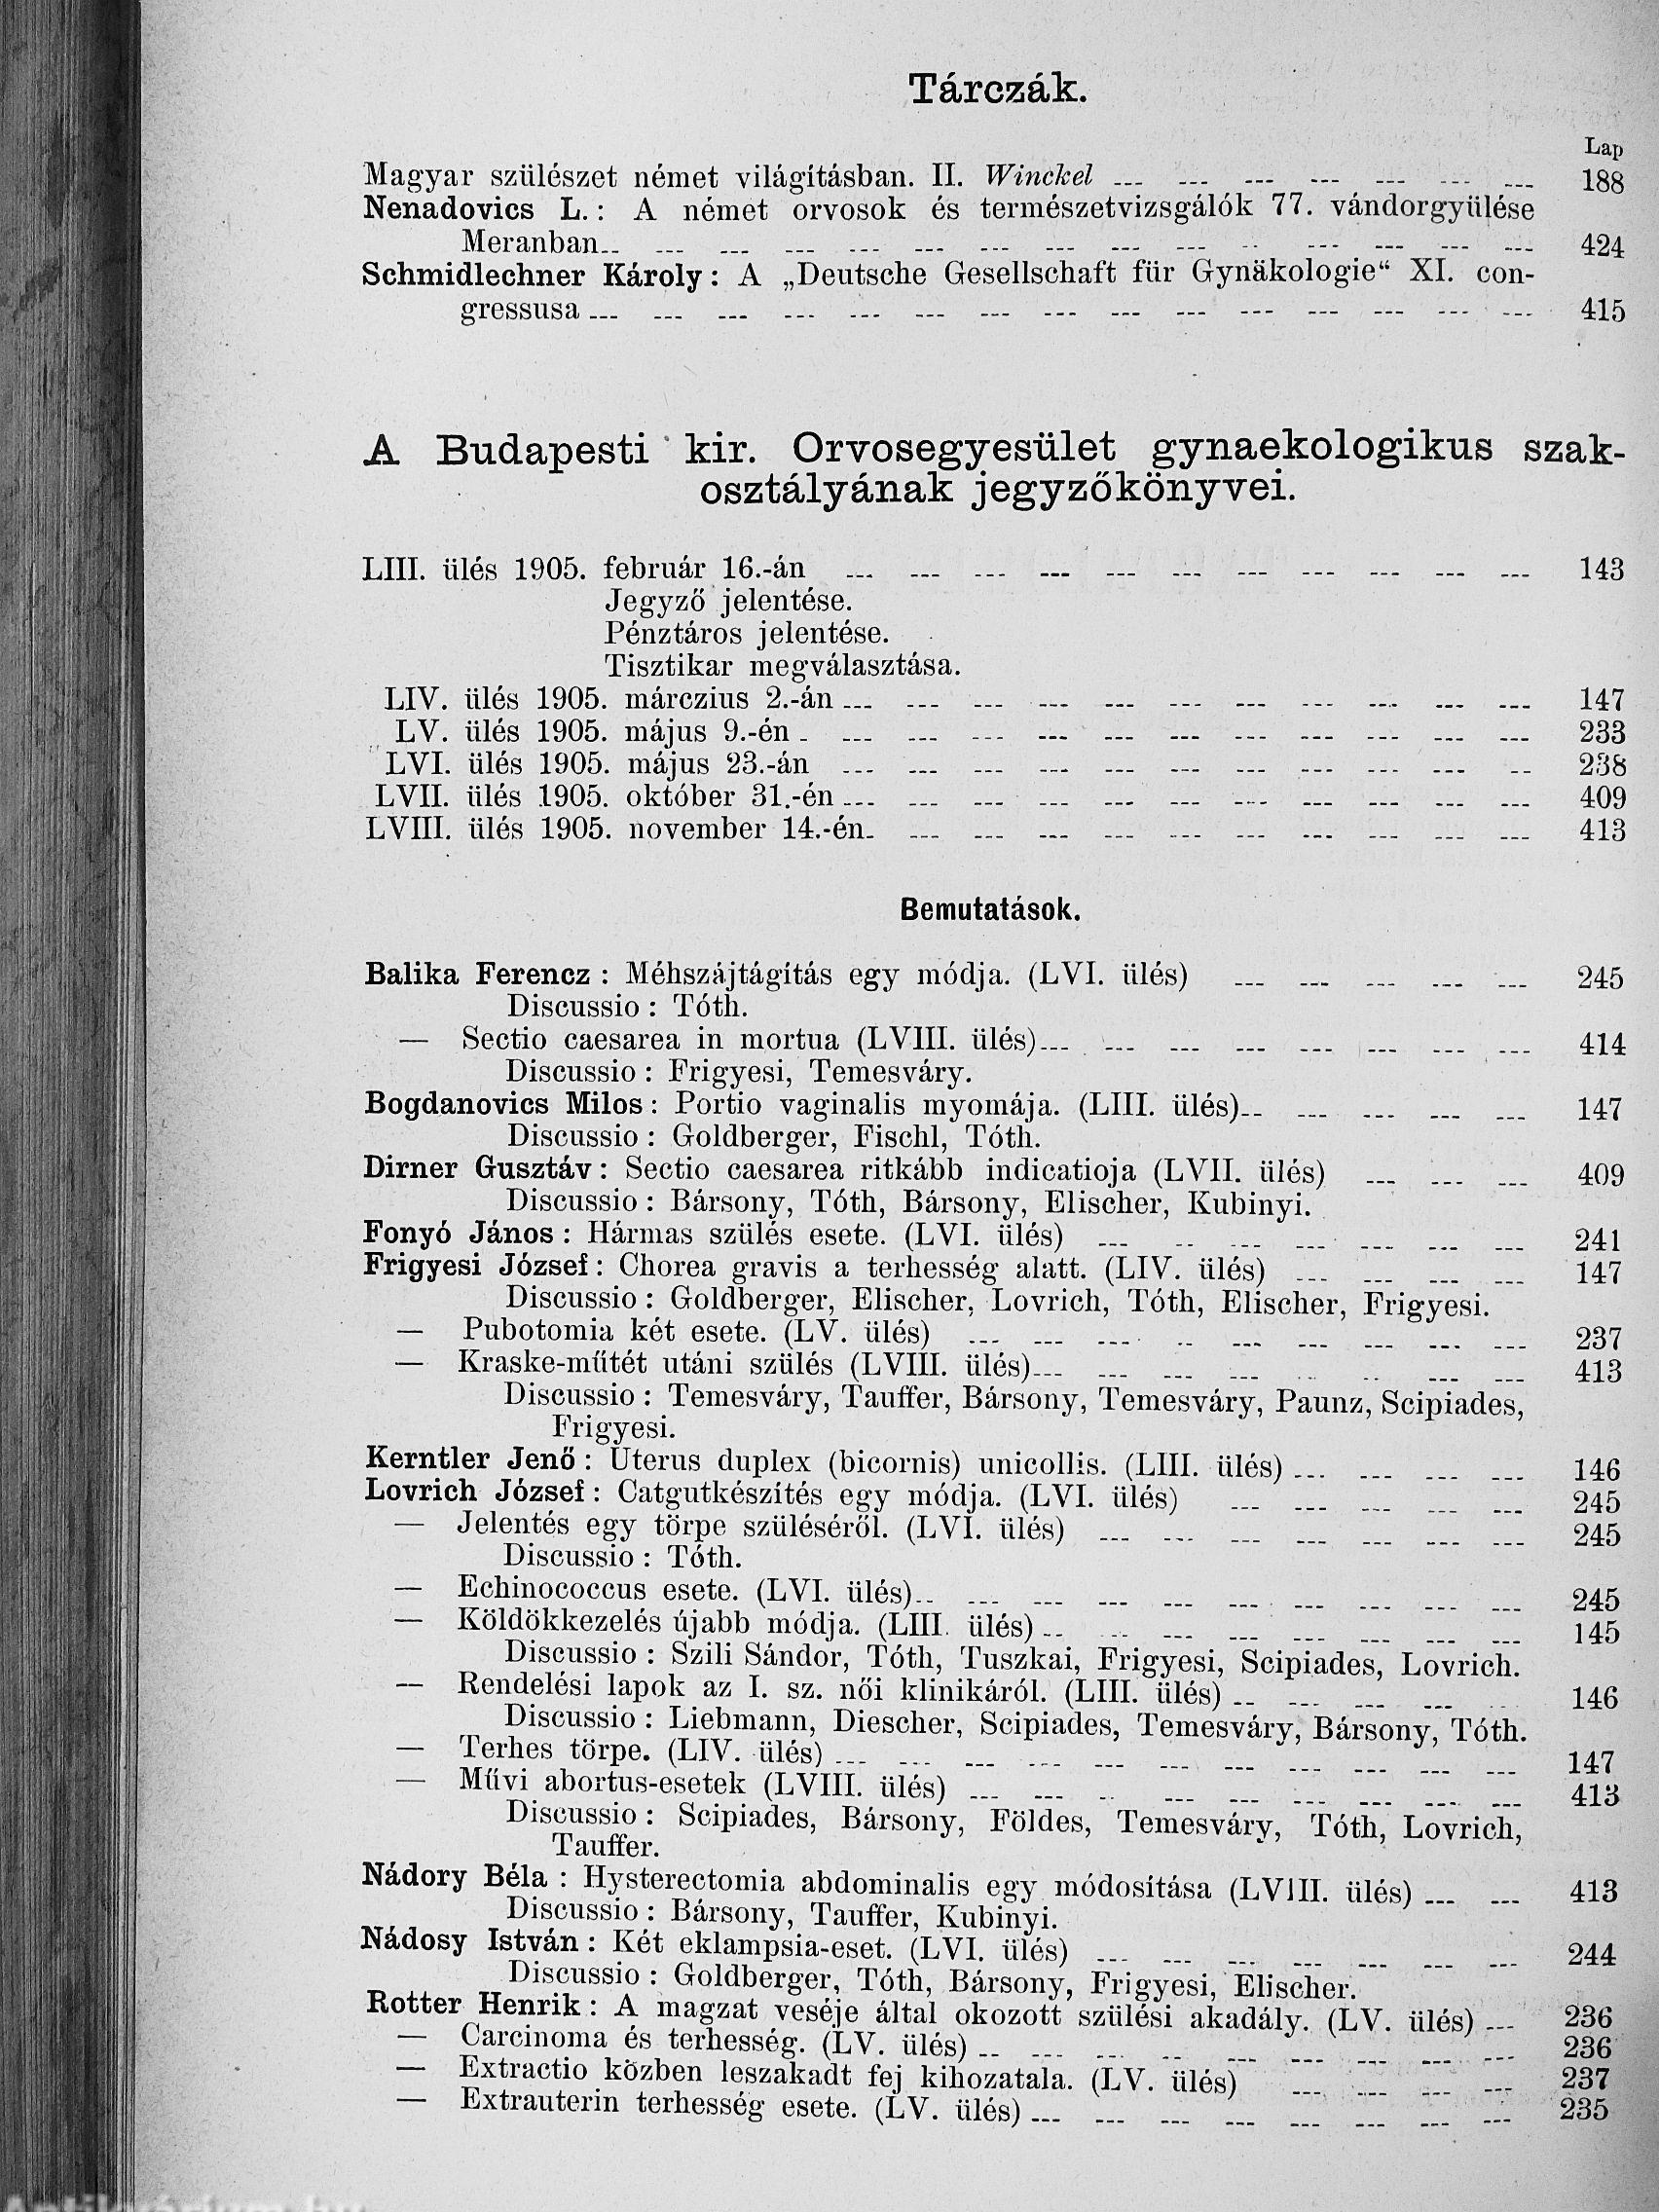 Tárczák.
Lap
Magyar szülészet német világításban. II. Winckel --- --- --- --- --- --- --- 188
Nenadovics L.: A német orvosok és természetvizsgálók 77. vándorgyülése
Meranban-- --- --- --- --- --- --- --- --- -- --- --- --- --- 424
Schmidlechner Károly: A „Deutsche Gesellschaft für Gynäkologie“ XI. con-
gressusa --- --- --- --- --- --- --- --- --- --- --- --- --- --- --- 415
A Budapesti kir. Orvosegyesület gynaekologikus szak-
osztályának jegyzőkönyvei.
LIII. ülés 1905. február 16.-án --- --- --- --- --- --- --- --- --- --- --- 143
Jegyző jelentése.
Pénztáros jelentése.
Tisztikar megválasztása.
LIV. ülés 1905. márczius 2.-án --- --- --- --- --- --- --- --- --- --- --- 147
LV. ülés 1905. május 9.-én - --- --- --- --- --- --- --- --- --- --- --- 233
LVI. ülés 1905. május 23.-án --- --- --- --- --- --- --- --- --- --- -- 238
LVII. ülés 1905. október 31.-én --- --- --- --- --- --- --- --- --- --- --- 409
LVIII. ülés 1905. november 14.-én- --- --- --- --- --- --- --- --- --- --- 413
Bemutatások.
Balika Ferencz : Méhszájtágítás egy módja. (LVI. ülés) --- --- --- --- --- 245
Discussio : Tóth.
— Sectio caesarea in mortua (LVIII. ülés)--- --- --- --- --- --- --- --- 414
Discussio : Frigyesi, Temesváry.
Bogdanovics Milos: Portio vaginalis myomája. (LIII. ülés)-- --- --- --- --- 147
Discussio : Goldberger, Fischl, Tóth.
Dirner Gusztáv: Sectio caesarea ritkább indicatioja (LVII. ülés) --- --- --- 409
Discussio : Bársony, Tóth, Bársony, Elischer, Kubinyi.
Fonyó János : Hármas szülés esete. (LVI. ülés) --- -- --- --- --- --- --- 241
Frigyesi József: Chorea gravis a terhesség alatt. (LIV. ülés) --- --- --- --- 147
Discussio : Goldberger, Elischer, Lovrich, Tóth, Elischer, Frigyesi.
— Pubotomia két esete. (LV. ülés) --- --- --- -- --- --- --- --- --- 237
— Kraske-műtét utáni szülés (LVIII. ülés)--- --- --- --- -- -- --- --- 413
Discussio : Temesváry, Tauffer, Bársony, Temesváry, Paunz, Scipiades,
Frigyesi.
Kerntler Jenő : Uterus duplex (bicornis) unicollis. (LIII. ülés) --- --- --- --- 146
Lovrich József : Catgutkészítés egy módja. (LVI. ülés) --- --- --- --- --- 245
— Jelentés egy törpe szüléséről. (LVI. ülés) --- --- --- --- --- --- --- 245
Discussio : Tóth.
— Echinococcus esete. (LVI. ülés)-- --- --- --- --- --- --- --- --- --- 245
— Köldökkezelés újabb módja. (LIII. ülés) -- -- --- --- --- --- --- --- 145
Discussio : Szili Sándor, Tóth, Tuszkai, Frigyesi, Scipiades, Lovrich.
— Rendelési lapok az I. sz. női klinikáról. (LIII. ülés) -- --- --- --- -- 146
Discussio : Liebmann, Diescher, Scipiades, Temesváry, Bársony, Tóth.
— Terhes törpe. (LIV. ülés) --- --- --- --- --- --- --- --- --- --- --- 147
— Művi abortus-esetek (LVIII. ülés) --- --- -- --- --- --- --- --- --- 413
Discussio : Scipiades, Bársony, Földes, Temesváry, Tóth, Lovrich,
Tauffer.
Nádory Béla : Hysterectomia abdominalis egy módosítása (LVIII. ülés) --- --- 413
Discussio : Bársony, Tauffer, Kubinyi.
Nádosy István : Két eklampsia-eset. (LVI. ülés) --- --- --- --- --- --- --- 244
Discussio : Goldberger, Tóth, Bársony, Frigyesi, Elischer.
Rotter Henrik : A magzat veséje által okozott szülési akadály. (LV. ülés) --- 236
— Carcinoma és terhesség. (LV. ülés) -- --- --- -- --- --- --- --- --- 236
— Extractio közben leszakadt fej kihozatala. (LV. ülés) --- --- --- --- 237
— Extrauterin terhesség esete. (LV. ülés) --- --- --- --- --- --- --- --- 235